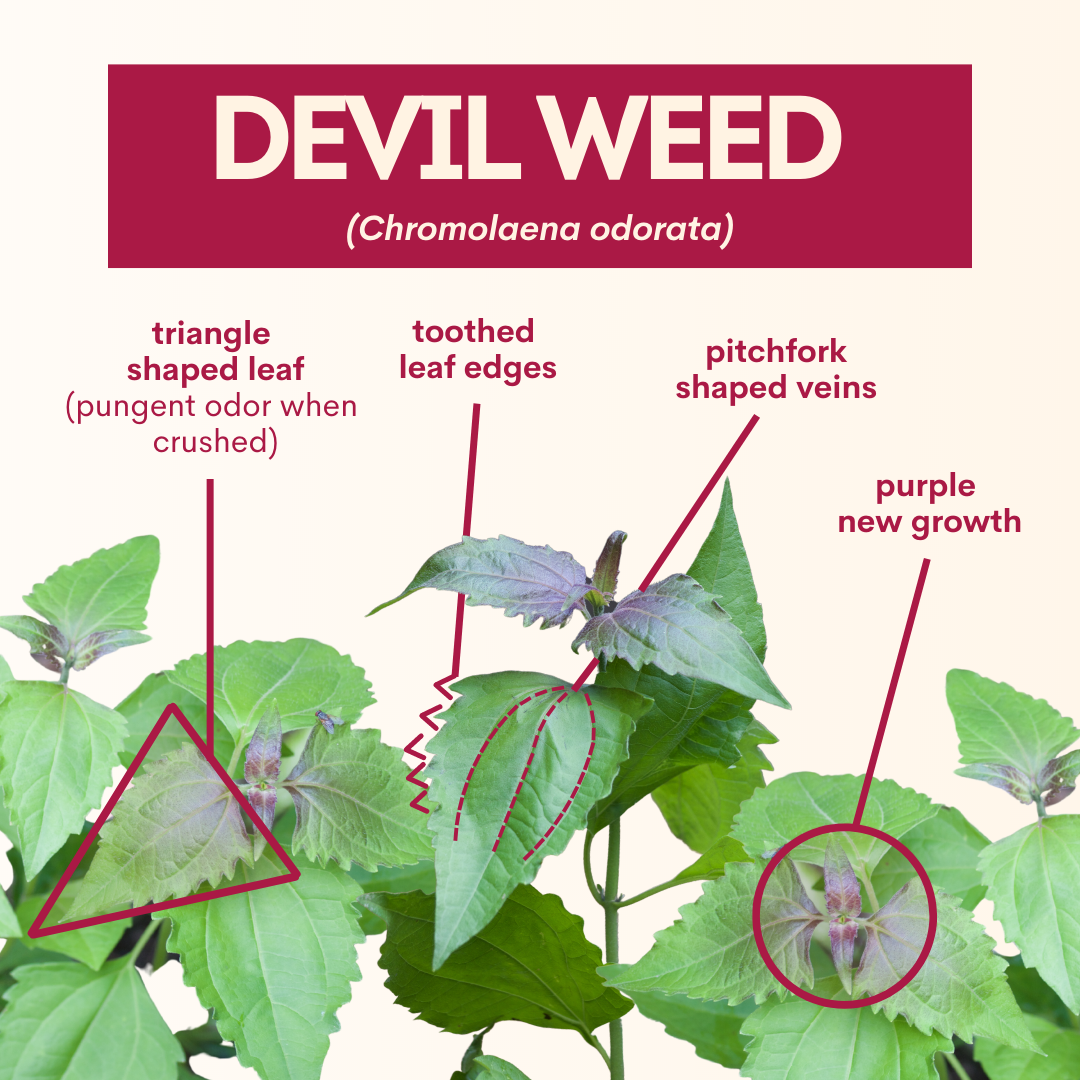 DEVIL WEED
(Chromolaena odorata)
triangle
shaped leaf
(pungent odor when
crushed)
toothed
leaf edges
pitchfork
shaped veins
purple
new growth